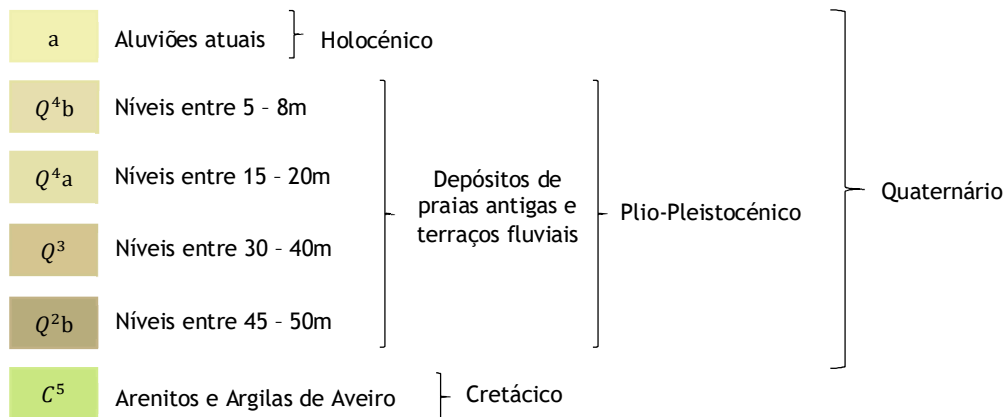 a Aluviões atuais Holocénico
Q⁴b Níveis entre 5 – 8m
Q⁴a Níveis entre 15 – 20m
Depósitos de
praias antigas e
terraços fluviais
Plio-Pleistocénico
Quaternário
Q³ Níveis entre 30 – 40m
Q²b Níveis entre 45 – 50m
C⁵ Arenitos e Argilas de Aveiro Cretácico